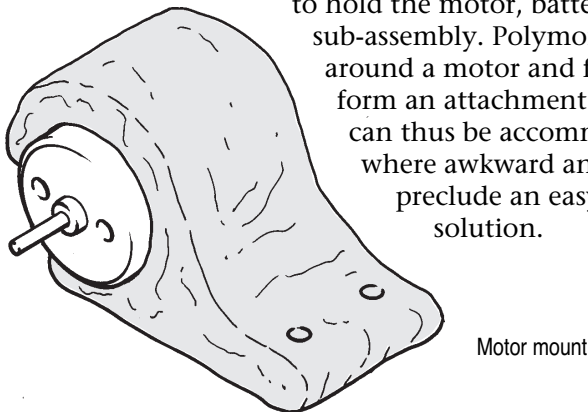 to hold the motor, batte
sub-assembly. Polymo
around a motor and f
form an attachment
can thus be accomm
where awkward an
preclude an easy
solution.
Motor mount